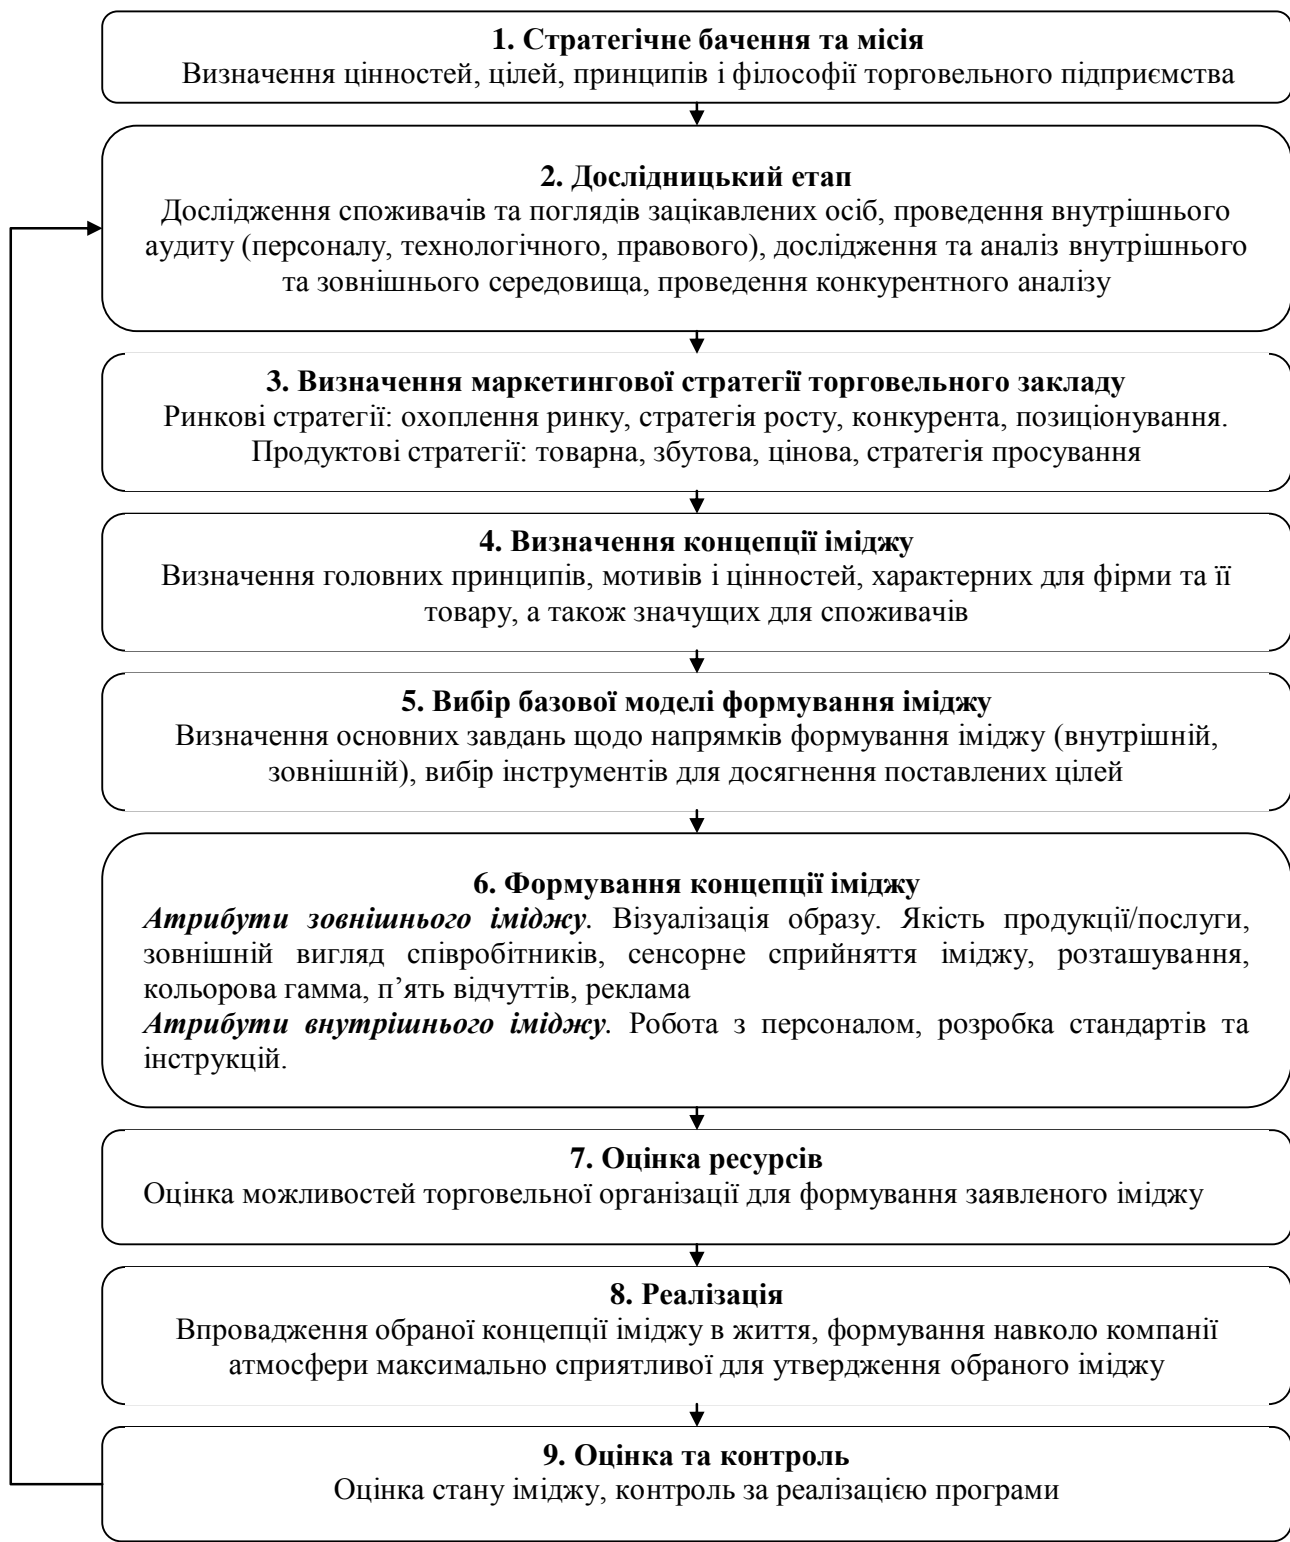 1. Стратегічне бачення та місія
Визначення цінностей, цілей, принципів і філософії торговельного підприємства
2. Дослідницький етап
Дослідження споживачів та поглядів зацікавлених осіб, проведення внутрішнього
аудиту (персоналу, технологічного, правового), дослідження та аналіз внутрішнього
та зовнішнього середовища, проведення конкурентного аналізу
3. Визначення маркетингової стратегії торговельного закладу
Ринкові стратегії: охоплення ринку, стратегія росту, конкурента, позиціонування.
Продуктові стратегії: товарна, збутова, цінова, стратегія просування
4. Визначення концепції іміджу
Визначення головних принципів, мотивів і цінностей, характерних для фірми та її
товару, а також значущих для споживачів
5. Вибір базової моделі формування іміджу
Визначення основних завдань щодо напрямків формування іміджу (внутрішній,
зовнішній), вибір інструментів для досягнення поставлених цілей
6. Формування концепції іміджу
Атрибути зовнішнього іміджу. Візуалізація образу. Якість продукції/послуги,
зовнішній вигляд співробітників, сенсорне сприйняття іміджу, розташування,
кольорова гамма, п’ять відчуттів, реклама
Атрибути внутрішнього іміджу. Робота з персоналом, розробка стандартів та
інструкцій.
7. Оцінка ресурсів
Оцінка можливостей торговельної організації для формування заявленого іміджу
8. Реалізація
Впровадження обраної концепції іміджу в життя, формування навколо компанії
атмосфери максимально сприятливої для утвердження обраного іміджу
9. Оцінка та контроль
Оцінка стану іміджу, контроль за реалізацією програми